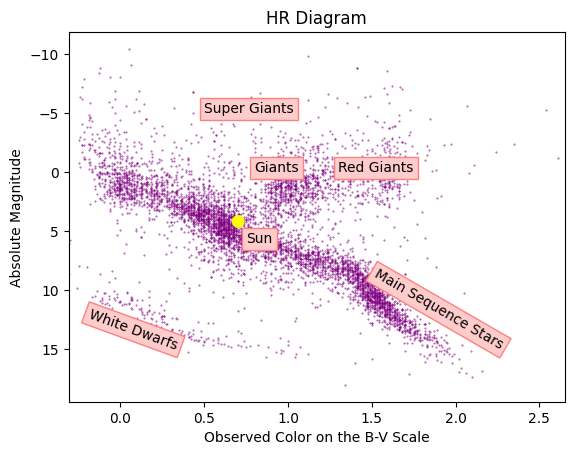 HR Diagram
Absolute Magnitude
−10
−5
0
5
10
15
Super Giants
Giants
Red Giants
Sun
Main Sequence Stars
White Dwarfs
0.0
0.5
1.0
1.5
2.0
2.5
Observed Color on the B-V Scale